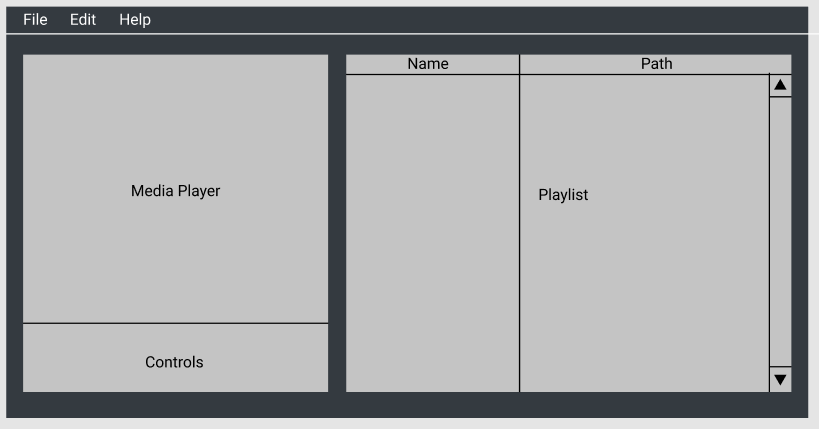 File Edit Help
Name Path
Media Player
Playlist
Controls